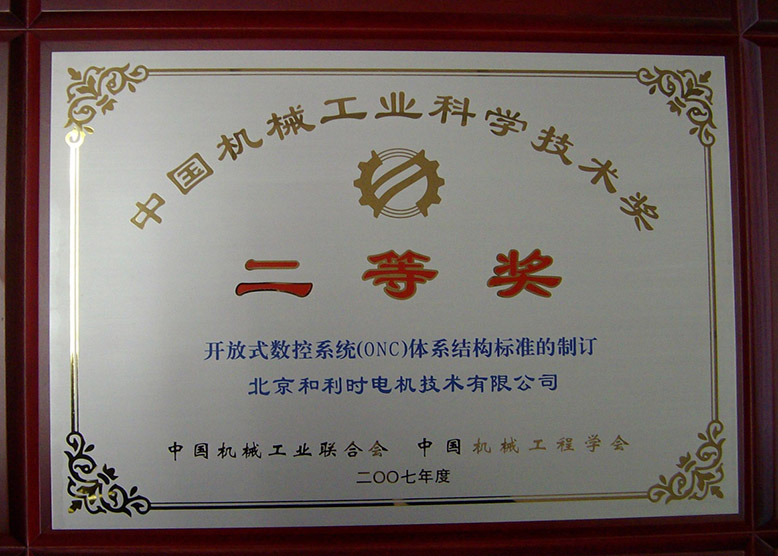 中国机械工业科学技术奖
二等奖
开放式数控系统(ONC)体系结构标准的制订
北京和利时电机技术有限公司
中国机械工业联合会 中国机械工程学会
二〇〇七年度